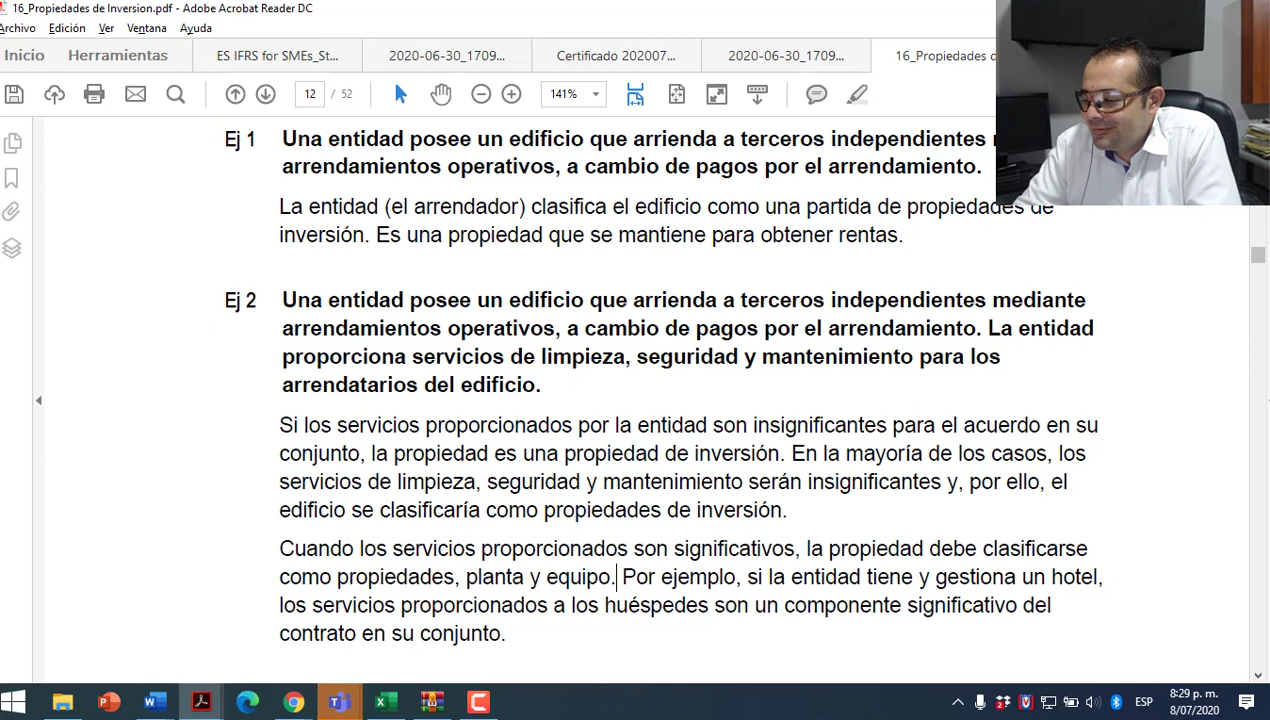 16_Propiedades de Inversion.pdf - Adobe Acrobat Reader DC
Archivo Edición Ver Ventana Ayuda
Inicio Herramientas ES IFRS for SMEs_St... 2020-06-30_1709... Certificado 202007... 2020-06-30_1709... 16_Propiedades de
12 / 52 141%
Ej 1 Una entidad posee un edificio que arrienda a terceros independientes
arrendamientos operativos, a cambio de pagos por el arrendamiento.
La entidad (el arrendador) clasifica el edificio como una partida de propiedades de
inversión. Es una propiedad que se mantiene para obtener rentas.
Ej 2 Una entidad posee un edificio que arrienda a terceros independientes mediante
arrendamientos operativos, a cambio de pagos por el arrendamiento. La entidad
proporciona servicios de limpieza, seguridad y mantenimiento para los
arrendatarios del edificio.
Si los servicios proporcionados por la entidad son insignificantes para el acuerdo en su
conjunto, la propiedad es una propiedad de inversión. En la mayoría de los casos, los
servicios de limpieza, seguridad y mantenimiento serán insignificantes y, por ello, el
edificio se clasificaría como propiedades de inversión.
Cuando los servicios proporcionados son significativos, la propiedad debe clasificarse
como propiedades, planta y equipo. Por ejemplo, si la entidad tiene y gestiona un hotel,
los servicios proporcionados a los huéspedes son un componente significativo del
contrato en su conjunto.
ESP 8:29 p. m.
8/07/2020